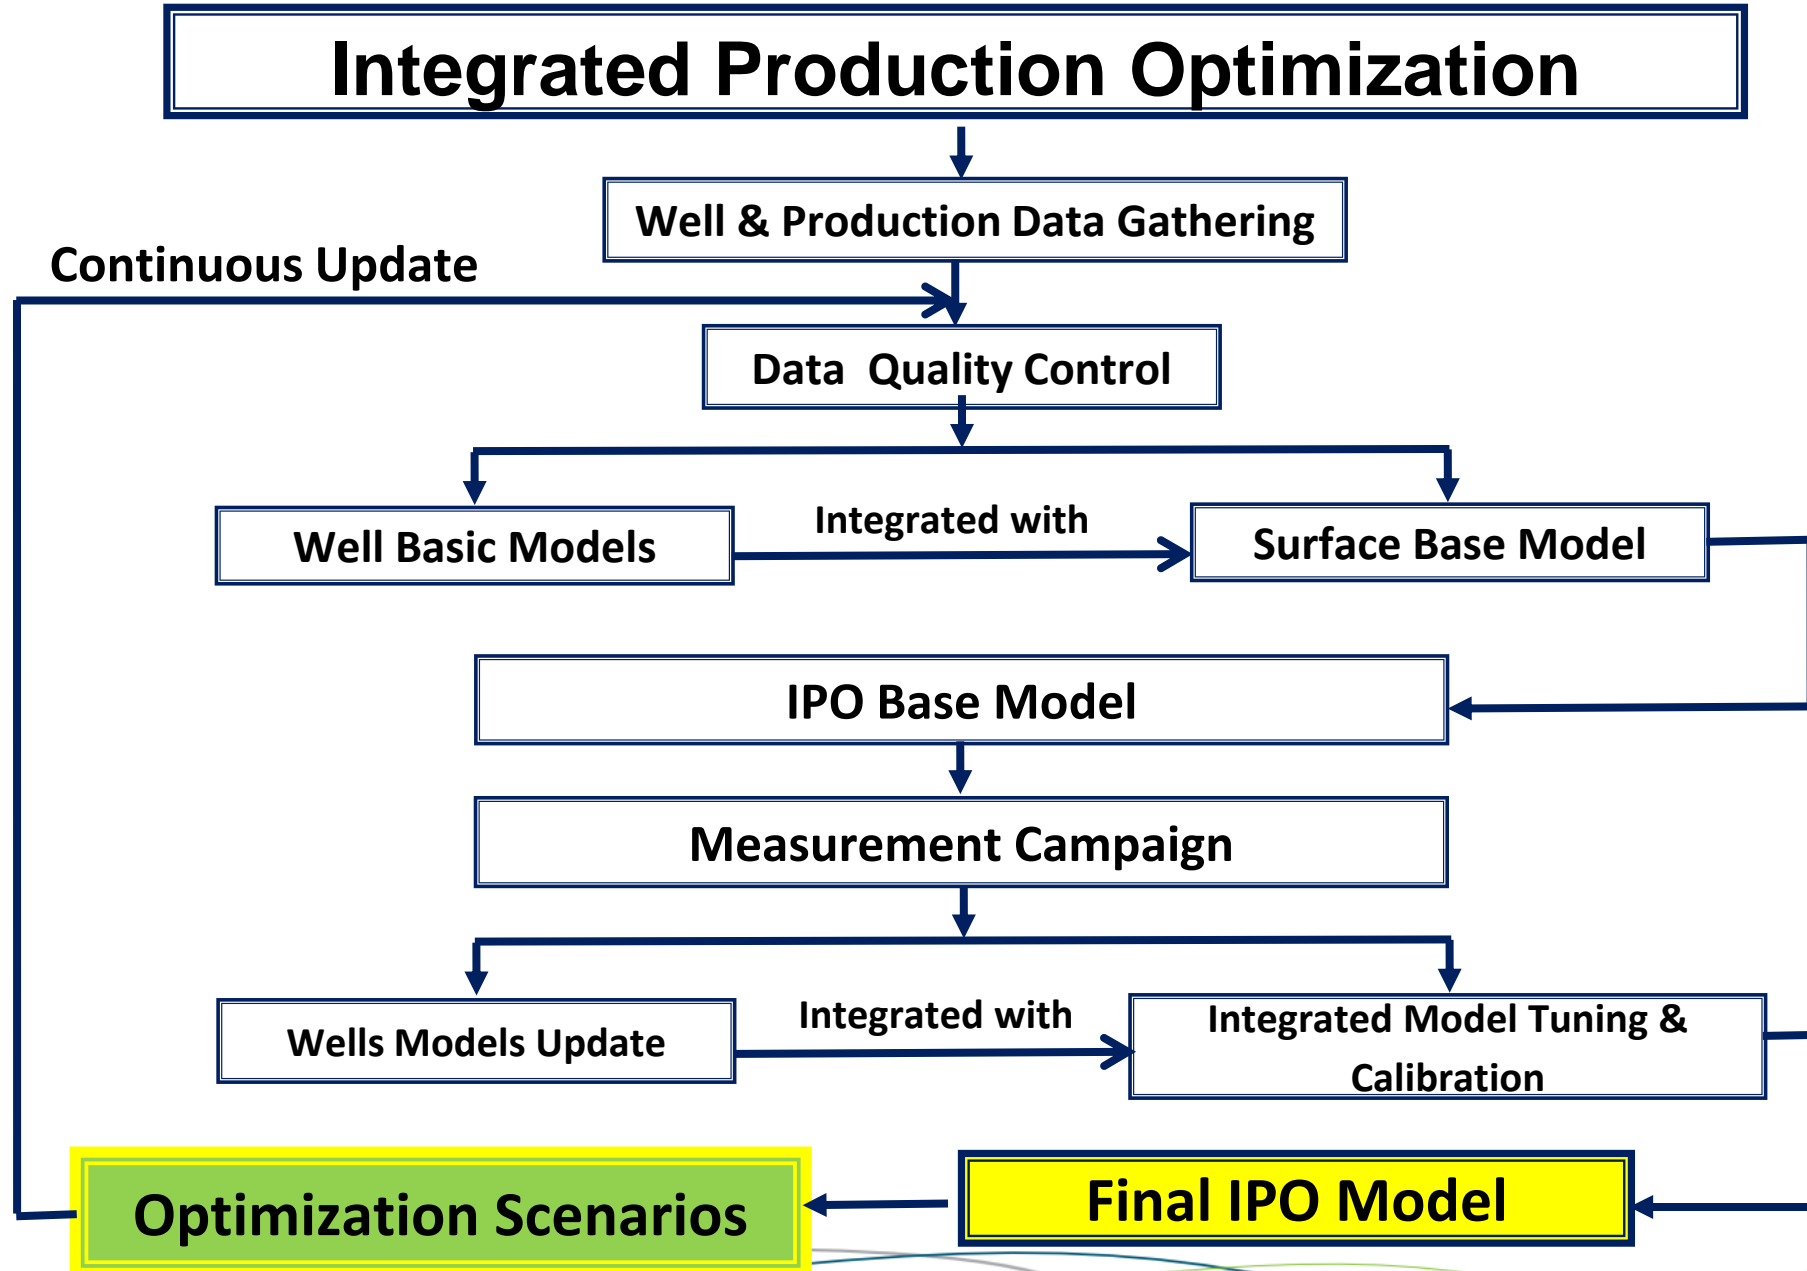 Integrated Production Optimization
Well & Production Data Gathering
Continuous Update
Data  Quality Control
Integrated with
Well Basic Models
Surface Base Model
IPO Base Model
Measurement Campaign
Integrated with
Wells Models Update
Integrated Model Tuning &
Calibration
Optimization Scenarios
Final IPO Model